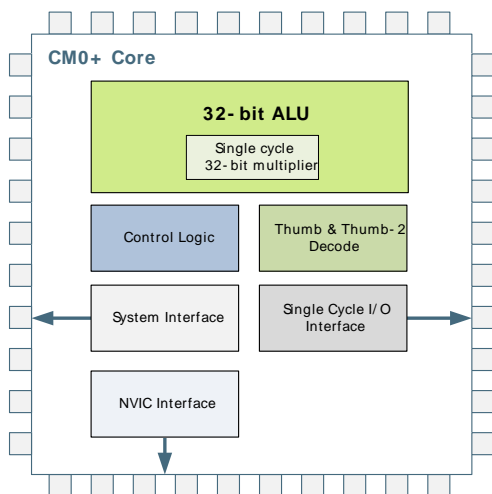 CM0+ Core
32-bit ALU
Single cycle
32-bit multiplier
Control Logic
Thumb & Thumb-2
Decode
System Interface
Single Cycle I/O
Interface
NVIC Interface